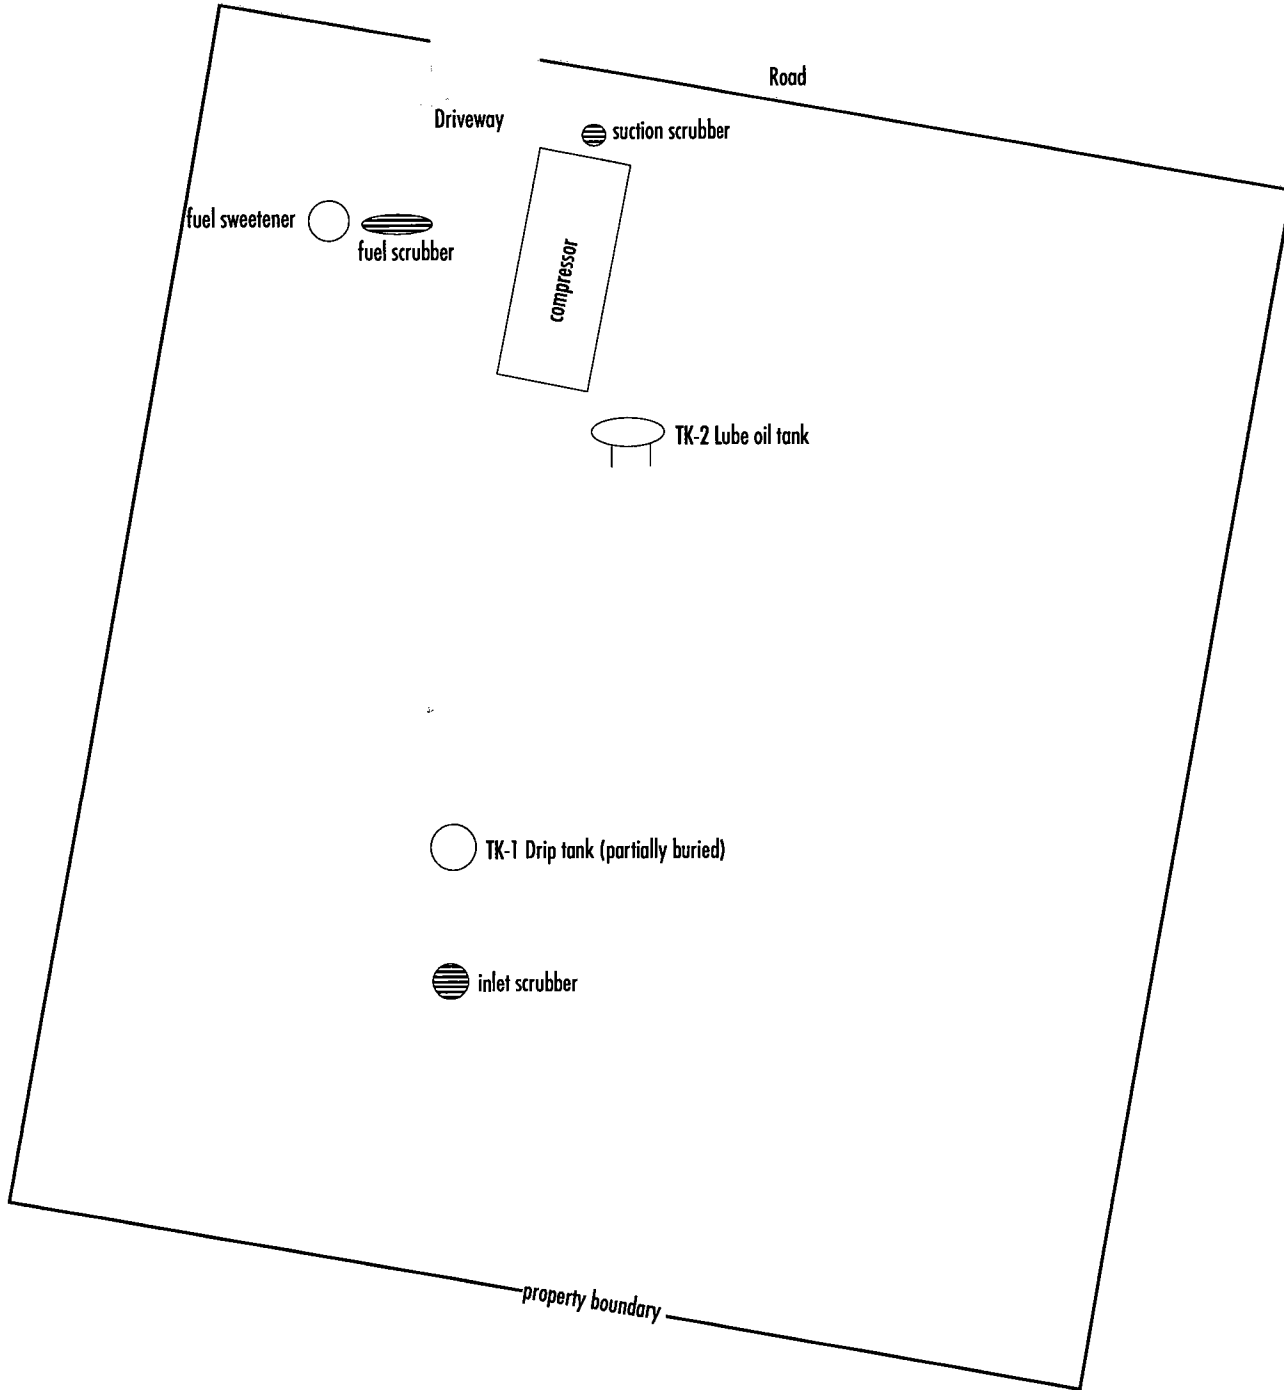 Road
Driveway
suction scrubber
fuel sweetener
fuel scrubber
compressor
TK-2 Lube oil tank
TK-1 Drip tank (partially buried)
inlet scrubber
property boundary